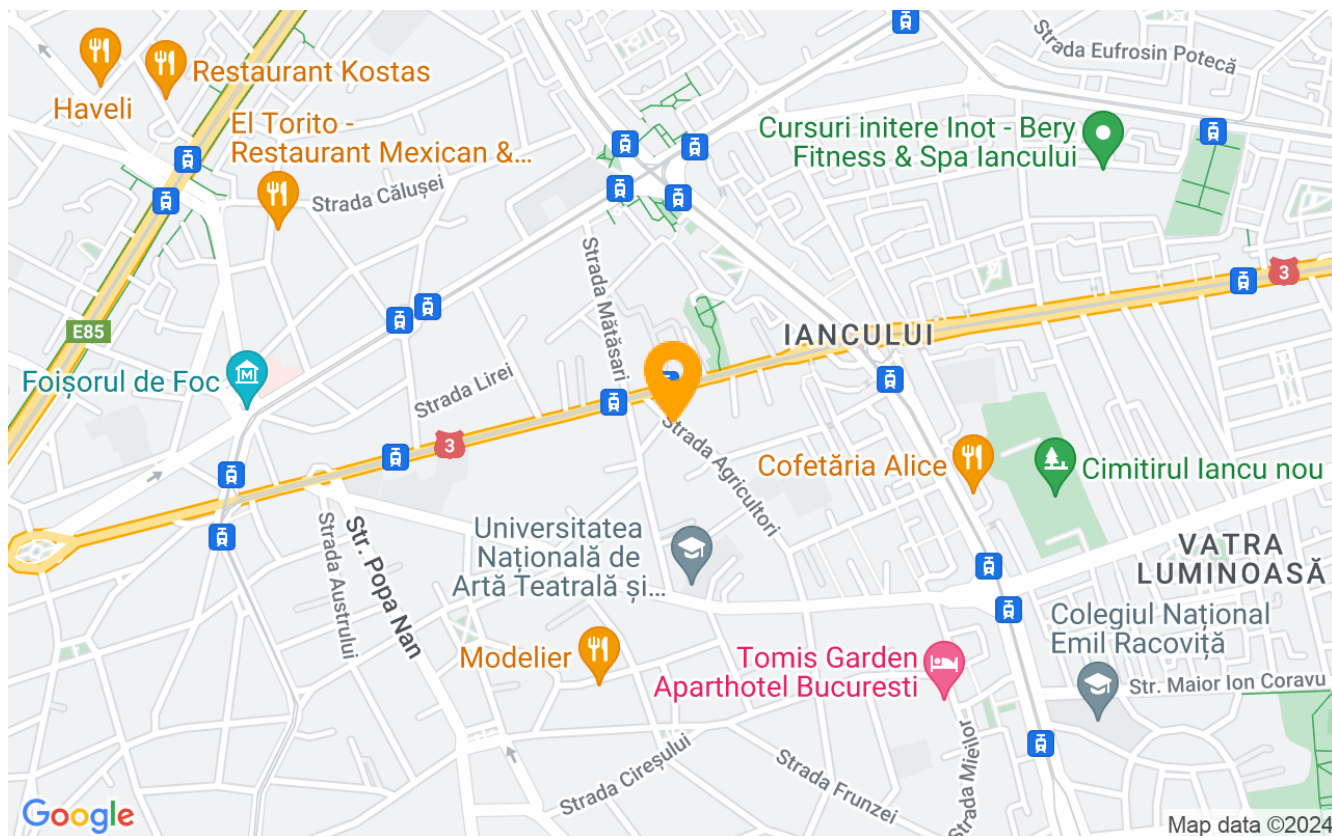 Strada Eufrosin Potecă
Restaurant Kostas
Haveli
El Torito -
Restaurant Mexican &...
Cursuri initere Inot - Bery
Fitness & Spa Iancului
Strada Călușei
Strada Mătăsari
3
E85
IANCULUI
Foișorul de Foc
Strada Lirei
3
Strada Agricultori
Cofetăria Alice
Cimitirul Iancu nou
Universitatea
Națională de
Artă Teatrală și...
Strada Austrului
Str. Popa Nan
VATRA
LUMINOASĂ
Colegiul Național
Emil Racoviță
Modelier
Tomis Garden
Aparthotel Bucuresti
Str. Maior Ion Coravu
Strada Cireșului
Strada Frunzei
Strada Mieilor
Google
Map data ©2024